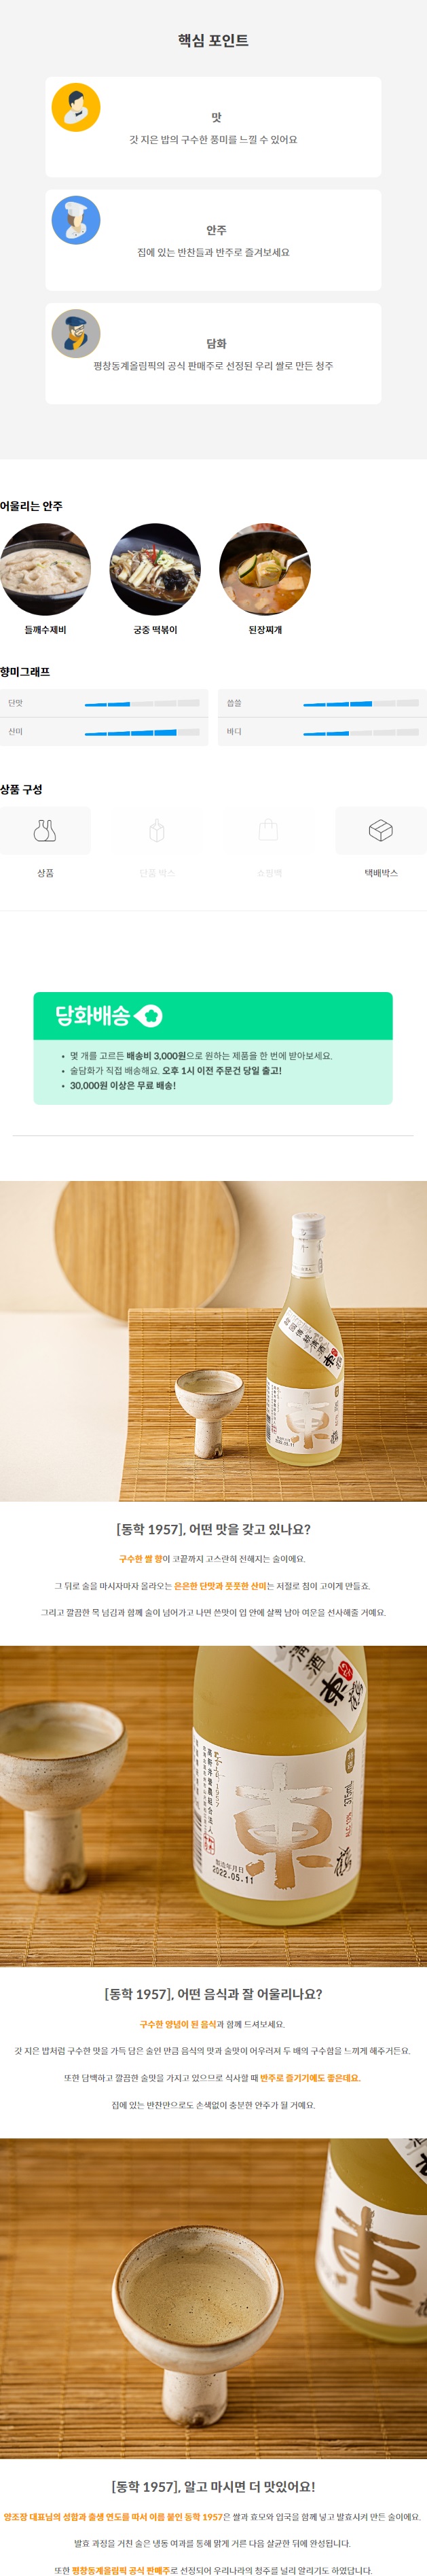 핵심 포인트
맛
갓 지은 밥의 구수한 풍미를 느낄 수 있어요
안주
집에 있는 반찬들과 반주로 즐겨보세요
담화
평창동계올림픽의 공식 판매주로 선정된 우리 쌀로 만든 청주
어울리는 안주
들깨수제비
궁중 떡볶이
된장찌개
향미그래프
단맛
씁쓸
산미
바디
상품 구성
상품
단품 박스
쇼핑백
택배박스
담화배송
• 몇 개를 고르든 배송비 3,000원으로 원하는 제품을 한 번에 받아보세요.
• 술담화가 직접 배송해요. 오후 1시 이전 주문건 당일 출고!
• 30,000원 이상은 무료 배송!
東
[동학 1957], 어떤 맛을 갖고 있나요?
구수한 쌀 향이 코끝까지 고스란히 전해지는 술이에요.
그 뒤로 술을 마시자마자 올라오는 은은한 단맛과 풋풋한 산미는 저절로 침이 고이게 만들죠.
그리고 깔끔한 목 넘김과 함께 술이 넘어가고 나면 쓴맛이 입 안에 살짝 남아 여운을 선사해줄 거예요.
清酒
東
製造年月日
2022.05.11
[동학 1957], 어떤 음식과 잘 어울리나요?
구수한 양념이 된 음식과 함께 드셔보세요.
갓 지은 밥처럼 구수한 맛을 가득 담은 술인 만큼 음식의 맛과 술맛이 어우러져 두 배의 구수함을 느끼게 해주거든요.
또한 담백하고 깔끔한 술맛을 가지고 있으므로 식사할 때 반주로 즐기기에도 좋은데요.
집에 있는 반찬만으로도 손색없이 충분한 안주가 될 거예요.
東
[동학 1957], 알고 마시면 더 맛있어요!
양조장 대표님의 성함과 출생 연도를 따서 이름 붙인 동학 1957은 쌀과 효모와 입국을 함께 넣고 발효시켜 만든 술이에요.
발효 과정을 거친 술은 냉동 여과를 통해 맑게 거른 다음 살균한 뒤에 완성됩니다.
또한 평창동계올림픽 공식 판매주로 선정되어 우리나라의 청주를 널리 알리기도 하였답니다.